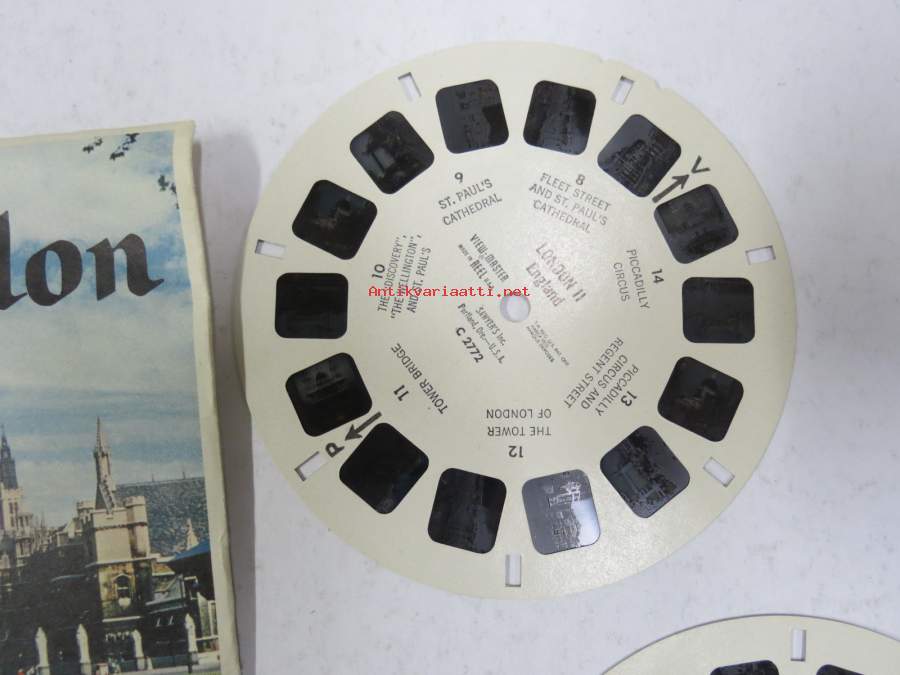 don
8
FLEET STREET
AND ST. PAUL'S
CATHEDRAL
9
ST. PAUL'S
CATHEDRAL
10
THE "DISCOVERY",
"THE WELLINGTON",
AND ST. PAUL'S
11
TOWER BRIDGE
12
THE TOWER
OF LONDON
13
PICCADILLY
CIRCUS AND
REGENT STREET
14
PICCADILLY
CIRCUS
LONDON II
England
VIEW-MASTER
REEL
SAWYER'S Inc.
Portland, Ore.—U.S.A.
C 2772
V
R
Antikvariaatti.net